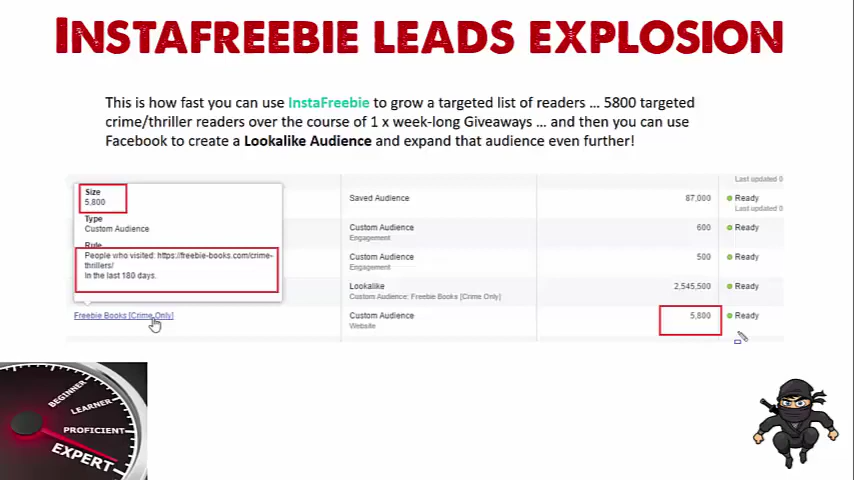 INSTAFREEBIE LEADS EXPLOSION
This is how fast you can use InstaFreebie to grow a targeted list of readers … 5800 targeted
crime/thriller readers over the course of 1 x week-long Giveaways … and then you can use
Facebook to create a Lookalike Audience and expand that audience even further!
Size
5,800
Type
Custom Audience
Rule
People who visited: https://freebie-books.com/crime-
thrillers/
In the last 180 days.
Freebie Books [Crime Only]
Last updated 0
Saved Audience 87,000 Ready
Last updated 0
Custom Audience 600 Ready
Engagement
Custom Audience 500 Ready
Engagement
Lookalike 2,545,500 Ready
Custom Audience: Freebie Books [Crime Only]
Custom Audience 5,800 Ready
Website
BEGINNER
LEARNER
PROFICIENT
EXPERT